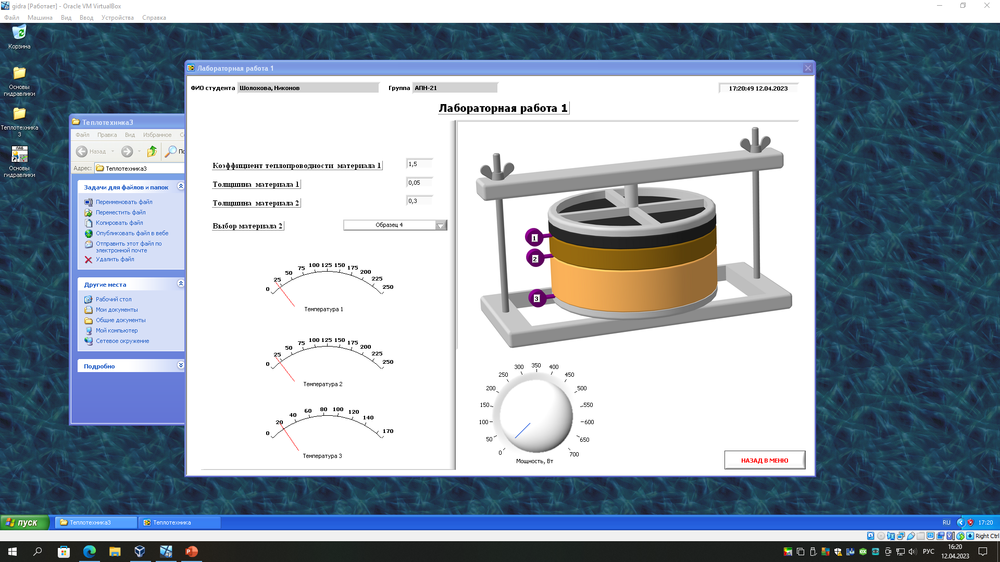 gidra [Работает] - Oracle VM VirtualBox
Файл Машина Вид Ввод Устройства Справка
Корзина
Основы гидравлики
Теплотехника 3
ЛАБ
Основы гидравлики
Теплотехника3
Файл Правка Вид Избранное
Назад
Адрес: Теплотехника3
Задачи для файлов и папок
Переименовать файл
Переместить файл
Копировать файл
Опубликовать файл в вебе
Отправить этот файл по
электронной почте
Удалить файл
Другие места
Рабочий стол
Мои документы
Общие документы
Мой компьютер
Сетевое окружение
Подробно
Лабораторная работа 1
ФИО студента Шолохова, Никонов Группа АПН-21 17:20:49 12.04.2023
Лабораторная работа 1
Коэффициент теплопроводности материала 1 1,5
Толщшина материала 1 0,05
Толщшина материала 2 0,3
Выбор материала 2 Образец 4
0 25 50 75 100 125 150 175 200 225 250
Температура 1
0 25 50 75 100 125 150 175 200 225 250
Температура 2
0 20 40 60 80 100 120 140 170
Температура 3
1
2
3
0 50 100 150 200 250 300 350 400 450 500 550 600 650 700
Мощность, Вт
НАЗАД В МЕНЮ
пуск Теплотехника3 Теплотехника RU 17:20
Right Ctrl
xp P ex РУС 16:20
12.04.2023